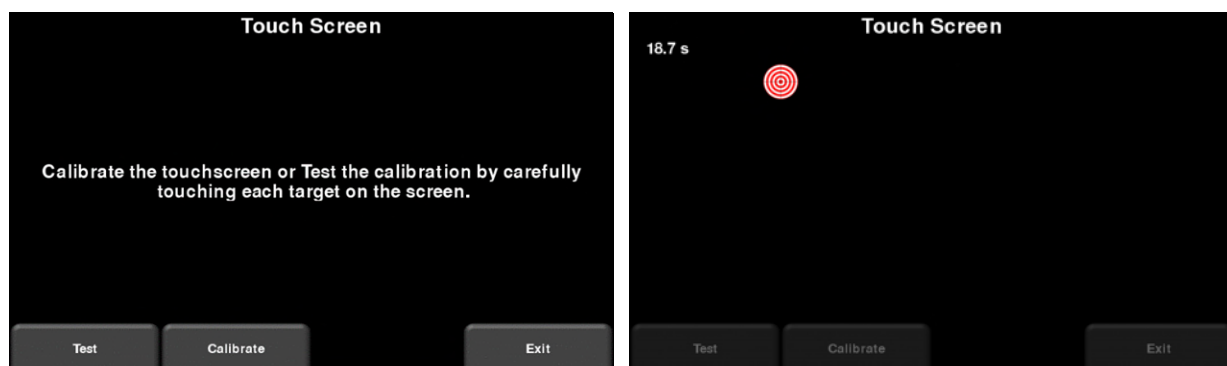 Touch Screen
Calibrate the touchscreen or Test the calibration by carefully
touching each target on the screen.
Test
Calibrate
Exit
Touch Screen
18.7 s
Test
Calibrate
Exit